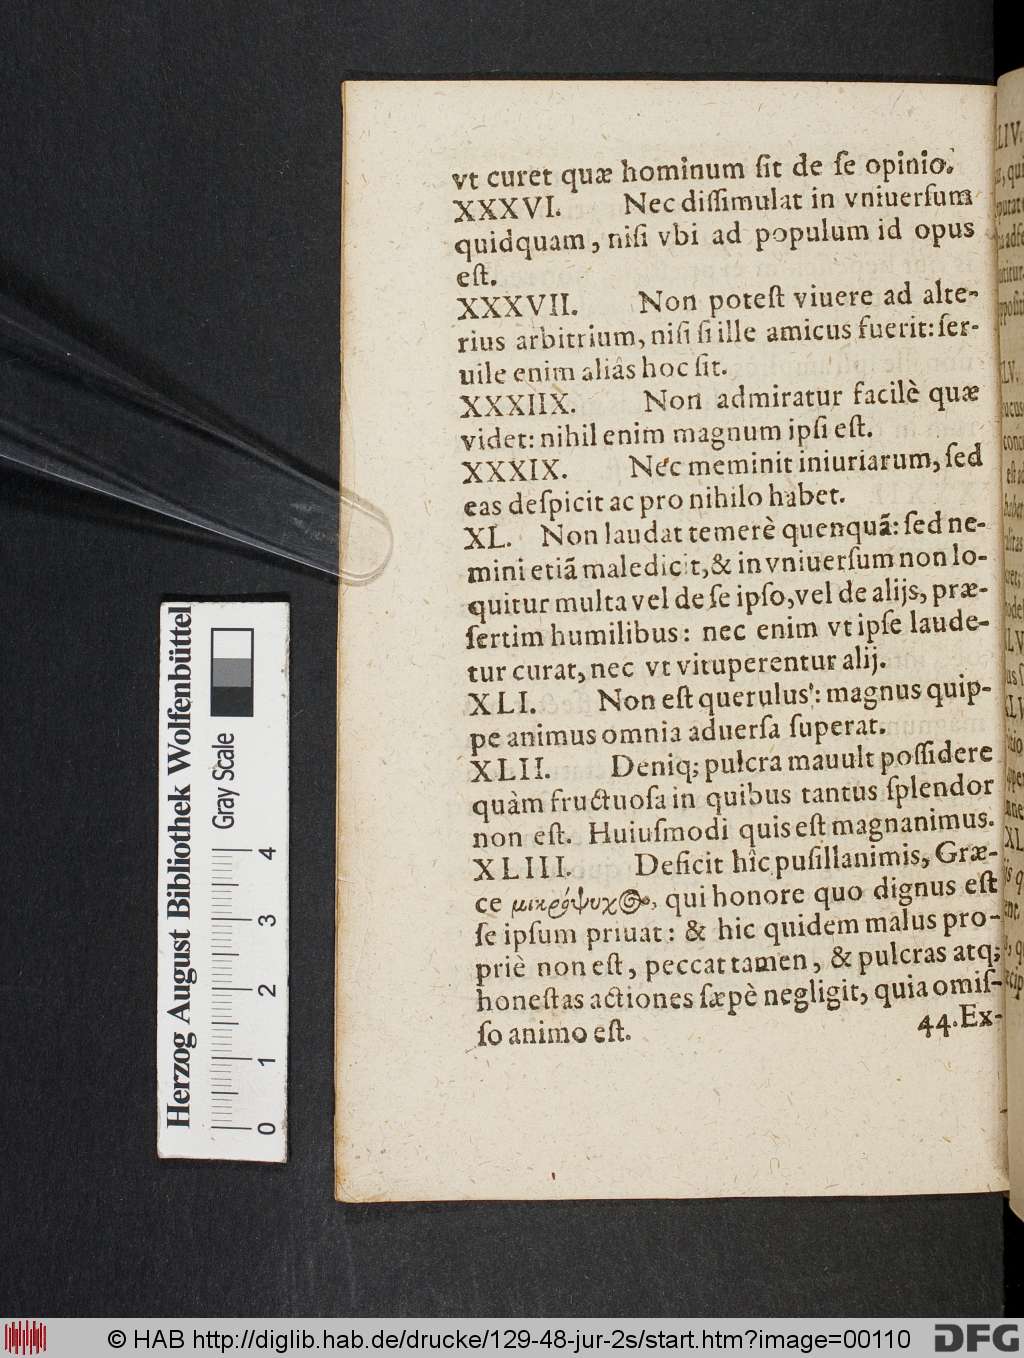 vt curet quæ hominum ſit de ſe opinio.
XXXVI. Nec diſſimulat in vniuerſum
quidquam, niſi vbi ad populum id opus
eſt.
XXXVII. Non poteſt viuere ad alte-
rius arbitrium, niſi ſi ille amicus fuerit: ſer-
uile enim aliâs hoc ſit.
XXXIIX. Non admiratur facilè quæ
videt: nihil enim magnum ipſi eſt.
XXXIX. Nec meminit iniuriarum, ſed
eas deſpicit ac pro nihilo habet.
XL. Non laudat temerè quenquã: ſed ne-
mini etiã maledicit, & in vniuerſum non lo-
quitur multa vel de ſe ipſo, vel de alijs, præ-
ſertim humilibus: nec enim vt ipſe laude-
tur curat, nec vt vituperentur alij.
XLI. Non eſt querulus: magnus quip-
pe animus omnia aduerſa ſuperat.
XLII. Deniq; pulcra mauult poſſidere
quàm fructuoſa in quibus tantus ſplendor
non eſt. Huiuſmodi quis eſt magnanimus.
XLIII. Deficit hîc puſillanimis, Græ-
ce μικρόψυχος, qui honore quo dignus eſt
ſe ipſum priuat: & hic quidem malus pro-
priè non eſt, peccat tamen, & pulcras atq;
honeſtas actiones ſæpè negligit, quia omiſ-
ſo animo eſt.
44. Ex-
Herzog August Bibliothek Wolfenbüttel
Gray Scale
0 1 2 3 4
© HAB http://diglib.hab.de/drucke/129-48-jur-2s/start.htm?image=00110
DFG